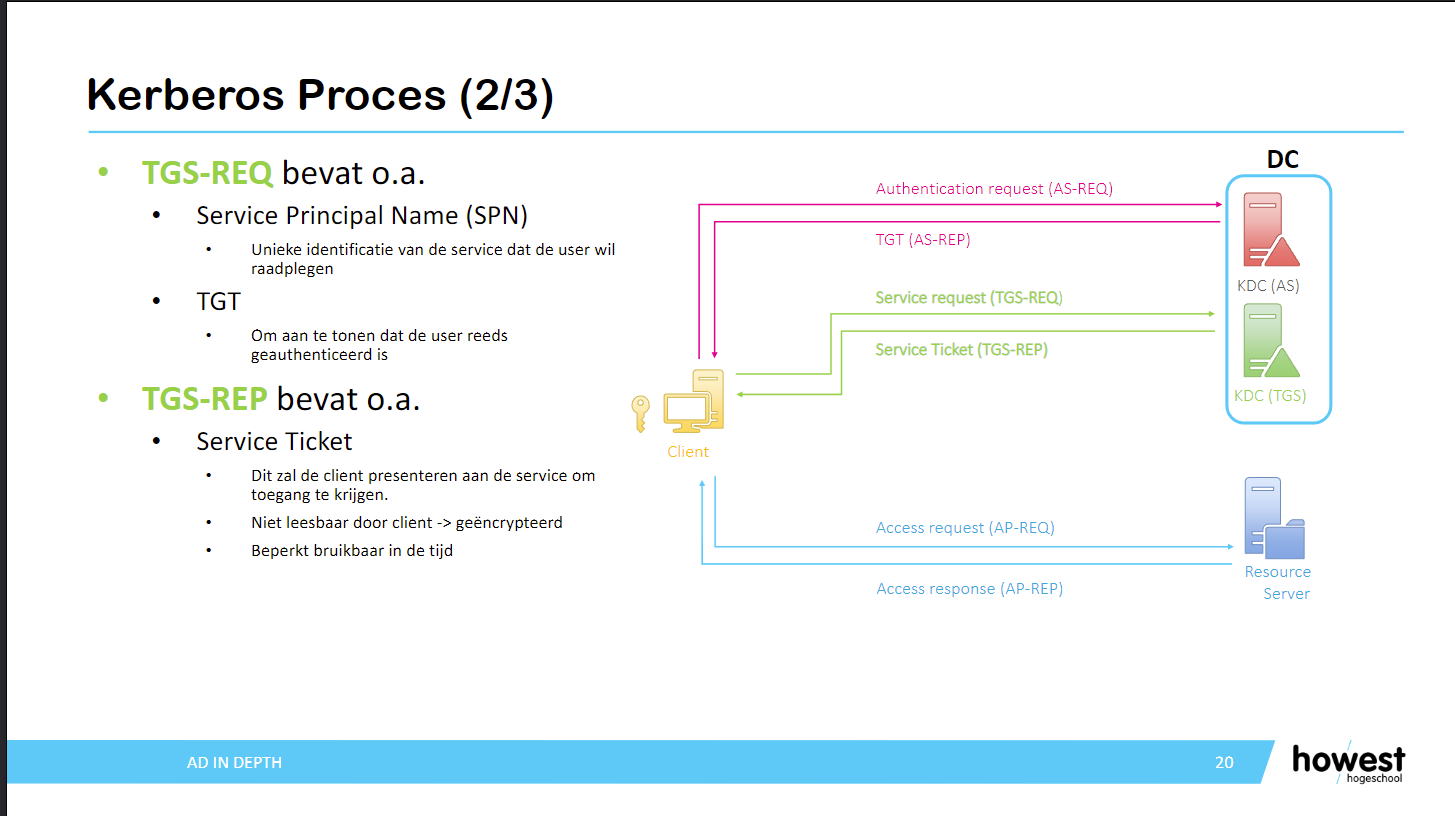 Kerberos Proces (2/3)
• TGS-REQ bevat o.a.
• Service Principal Name (SPN)
• Unieke identificatie van de service dat de user wil
raadplegen
• TGT
• Om aan te tonen dat de user reeds
geauthenticeerd is
• TGS-REP bevat o.a.
• Service Ticket
• Dit zal de client presenteren aan de service om
toegang te krijgen.
• Niet leesbaar door client -> geëncrypteerd
• Beperkt bruikbaar in de tijd
DC
Authentication request (AS-REQ)
TGT (AS-REP)
KDC (AS)
Service request (TGS-REQ)
Service Ticket (TGS-REP)
KDC (TGS)
Client
Access request (AP-REQ)
Access response (AP-REP)
Resource
Server
AD IN DEPTH
20
howest
hogeschool